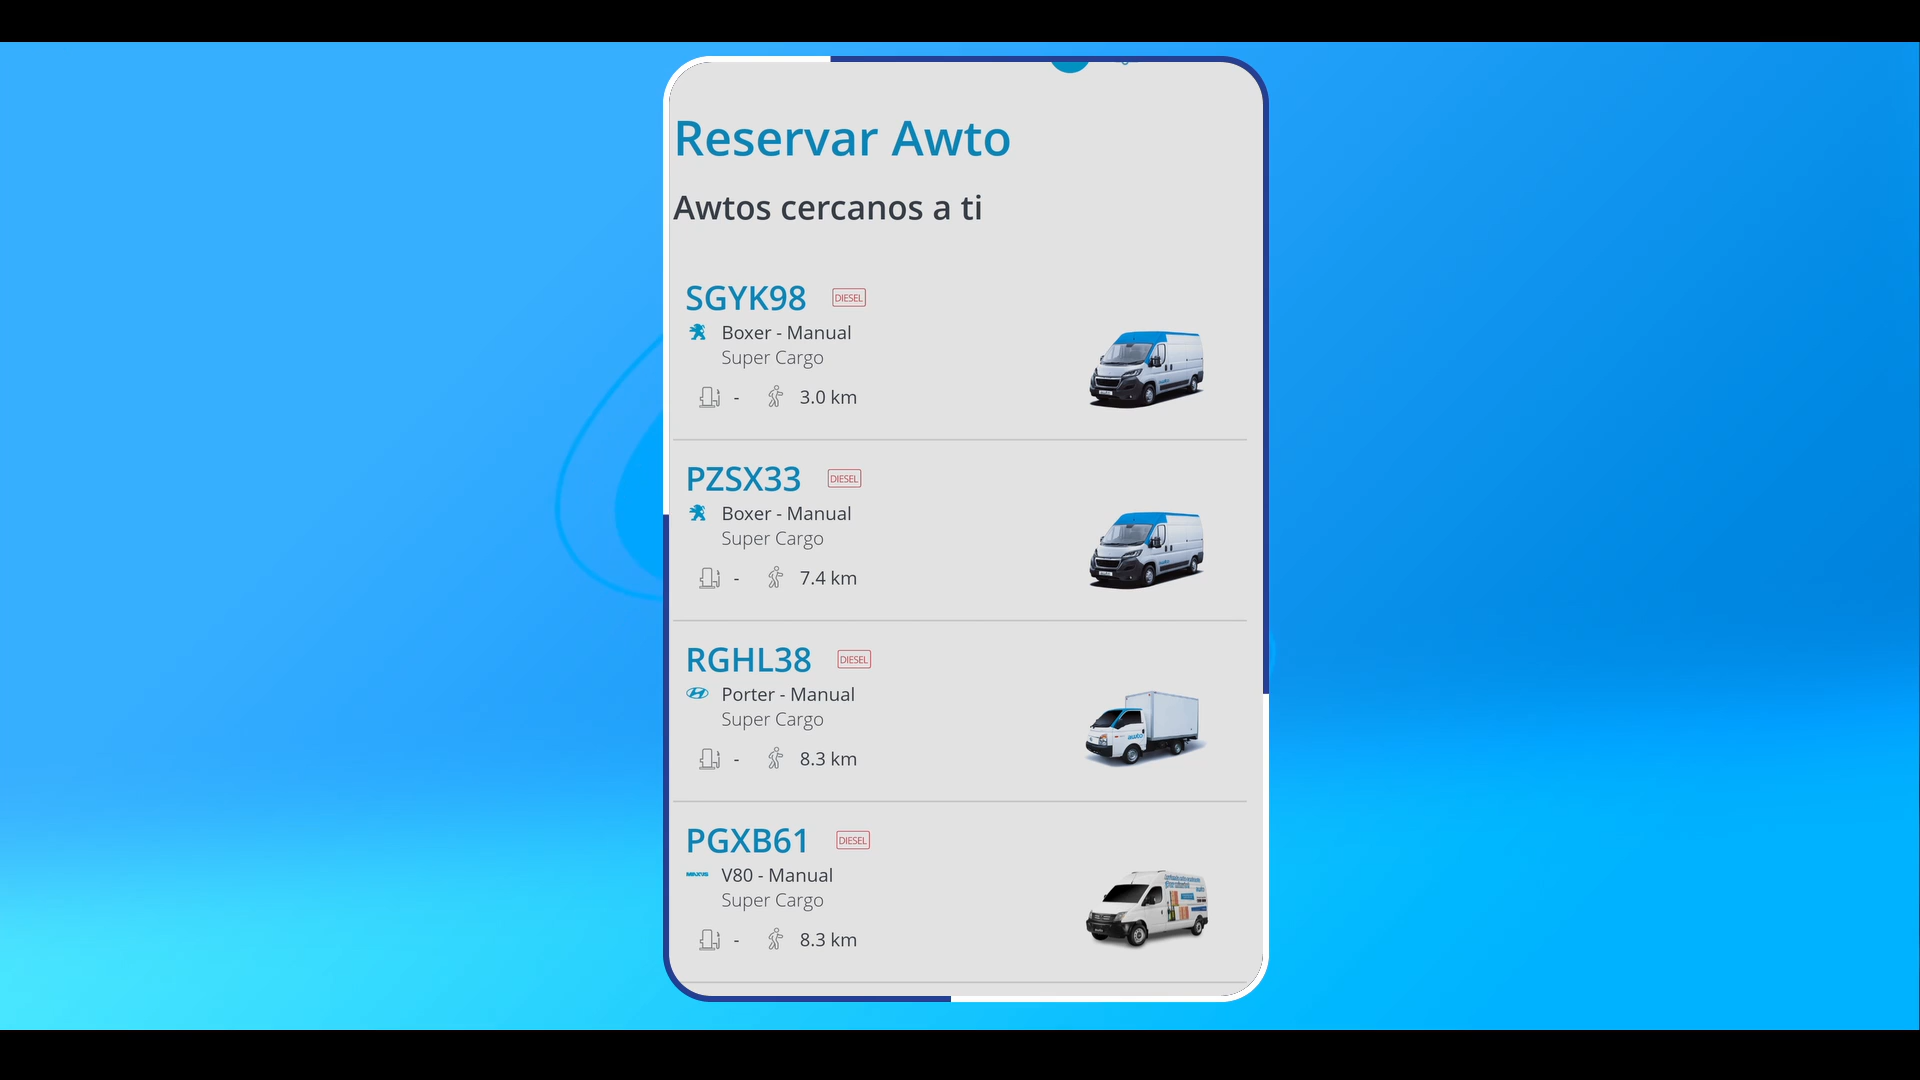 Reservar Awto
Awtos cercanos a ti
SGYK98 DIESEL
Boxer - Manual
Super Cargo
- 3.0 km
PZSX33 DIESEL
Boxer - Manual
Super Cargo
- 7.4 km
RGHL38 DIESEL
Porter - Manual
Super Cargo
- 8.3 km
awto
PGXB61 DIESEL
MAXUS V80 - Manual
Super Cargo
- 8.3 km